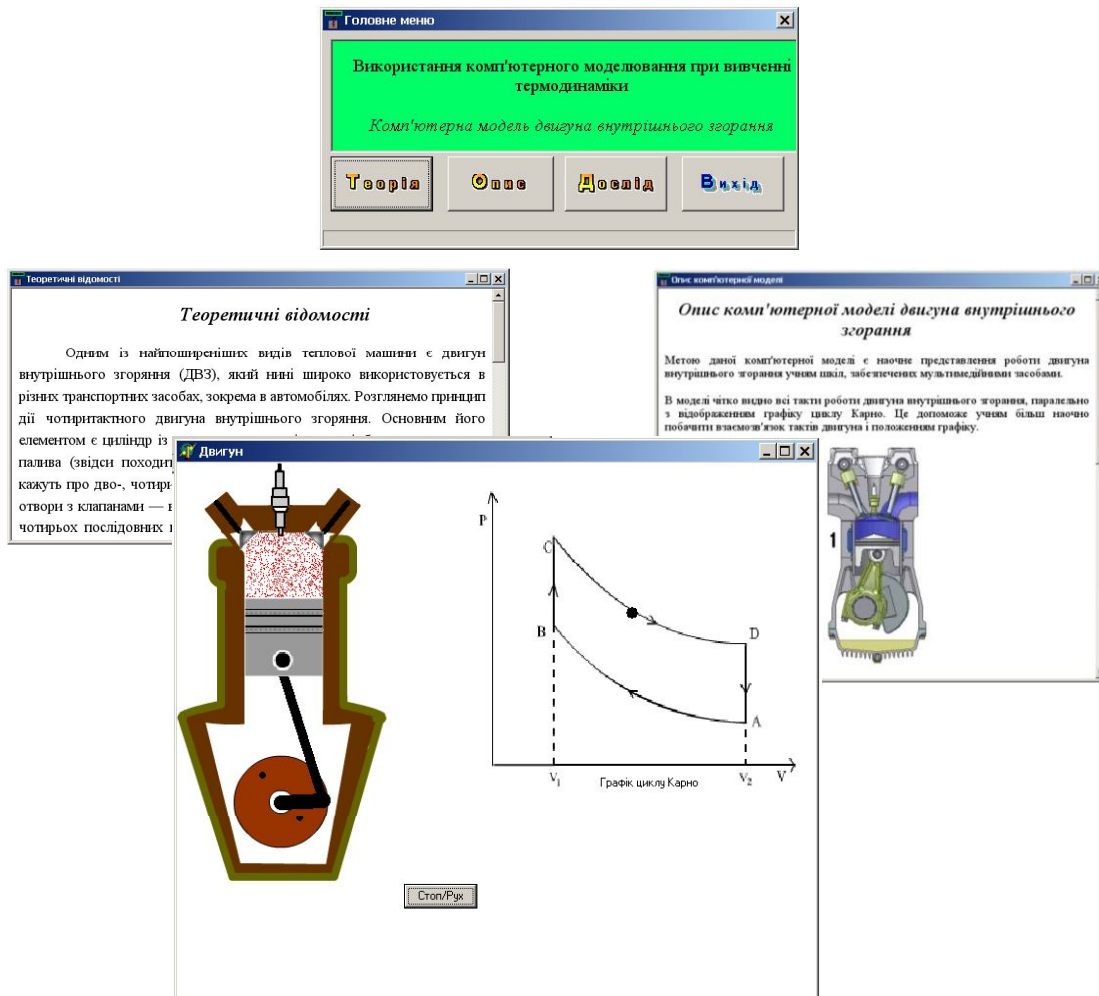 Головне меню
Використання комп'ютерного моделювання при вивченні
термодинаміки
Комп'ютерна модель двигуна внутрішнього згорання
Теорія
Опис
Дослід
Вихід
Теоретичні відомості
Теоретичні відомості
Одним із найпоширеніших видів теплової машини є двигун
внутрішнього згоряння (ДВЗ), який нині широко використовується в
різних транспортних засобах, зокрема в автомобілях. Розглянемо принцип
дії чотиритактного двигуна внутрішнього згоряння. Основним його
елементом є циліндр із
палива (звідси
кажуть про дво-,
отвори з клапанами —
чотирьох послідовних
Опис комп'ютерної моделі
Опис комп'ютерної моделі двигуна внутрішнього
згорання
Метою даної комп'ютерної моделі є наочне представлення роботи двигуна
внутрішнього згорання учням шкіл, забезпечених мультимедійними засобами.
В моделі чітко видно всі такти роботи двигуна внутрішнього згорання, паралельно
з відображенням графіку циклу Карно. Це допоможе учням більш наочно
побачити взаємозв'язок тактів двигуна і положенням графіку.
1
Двигун
P
C
B
D
A
V₁
Графік циклу Карно
V₂
V
Стоп/Рух